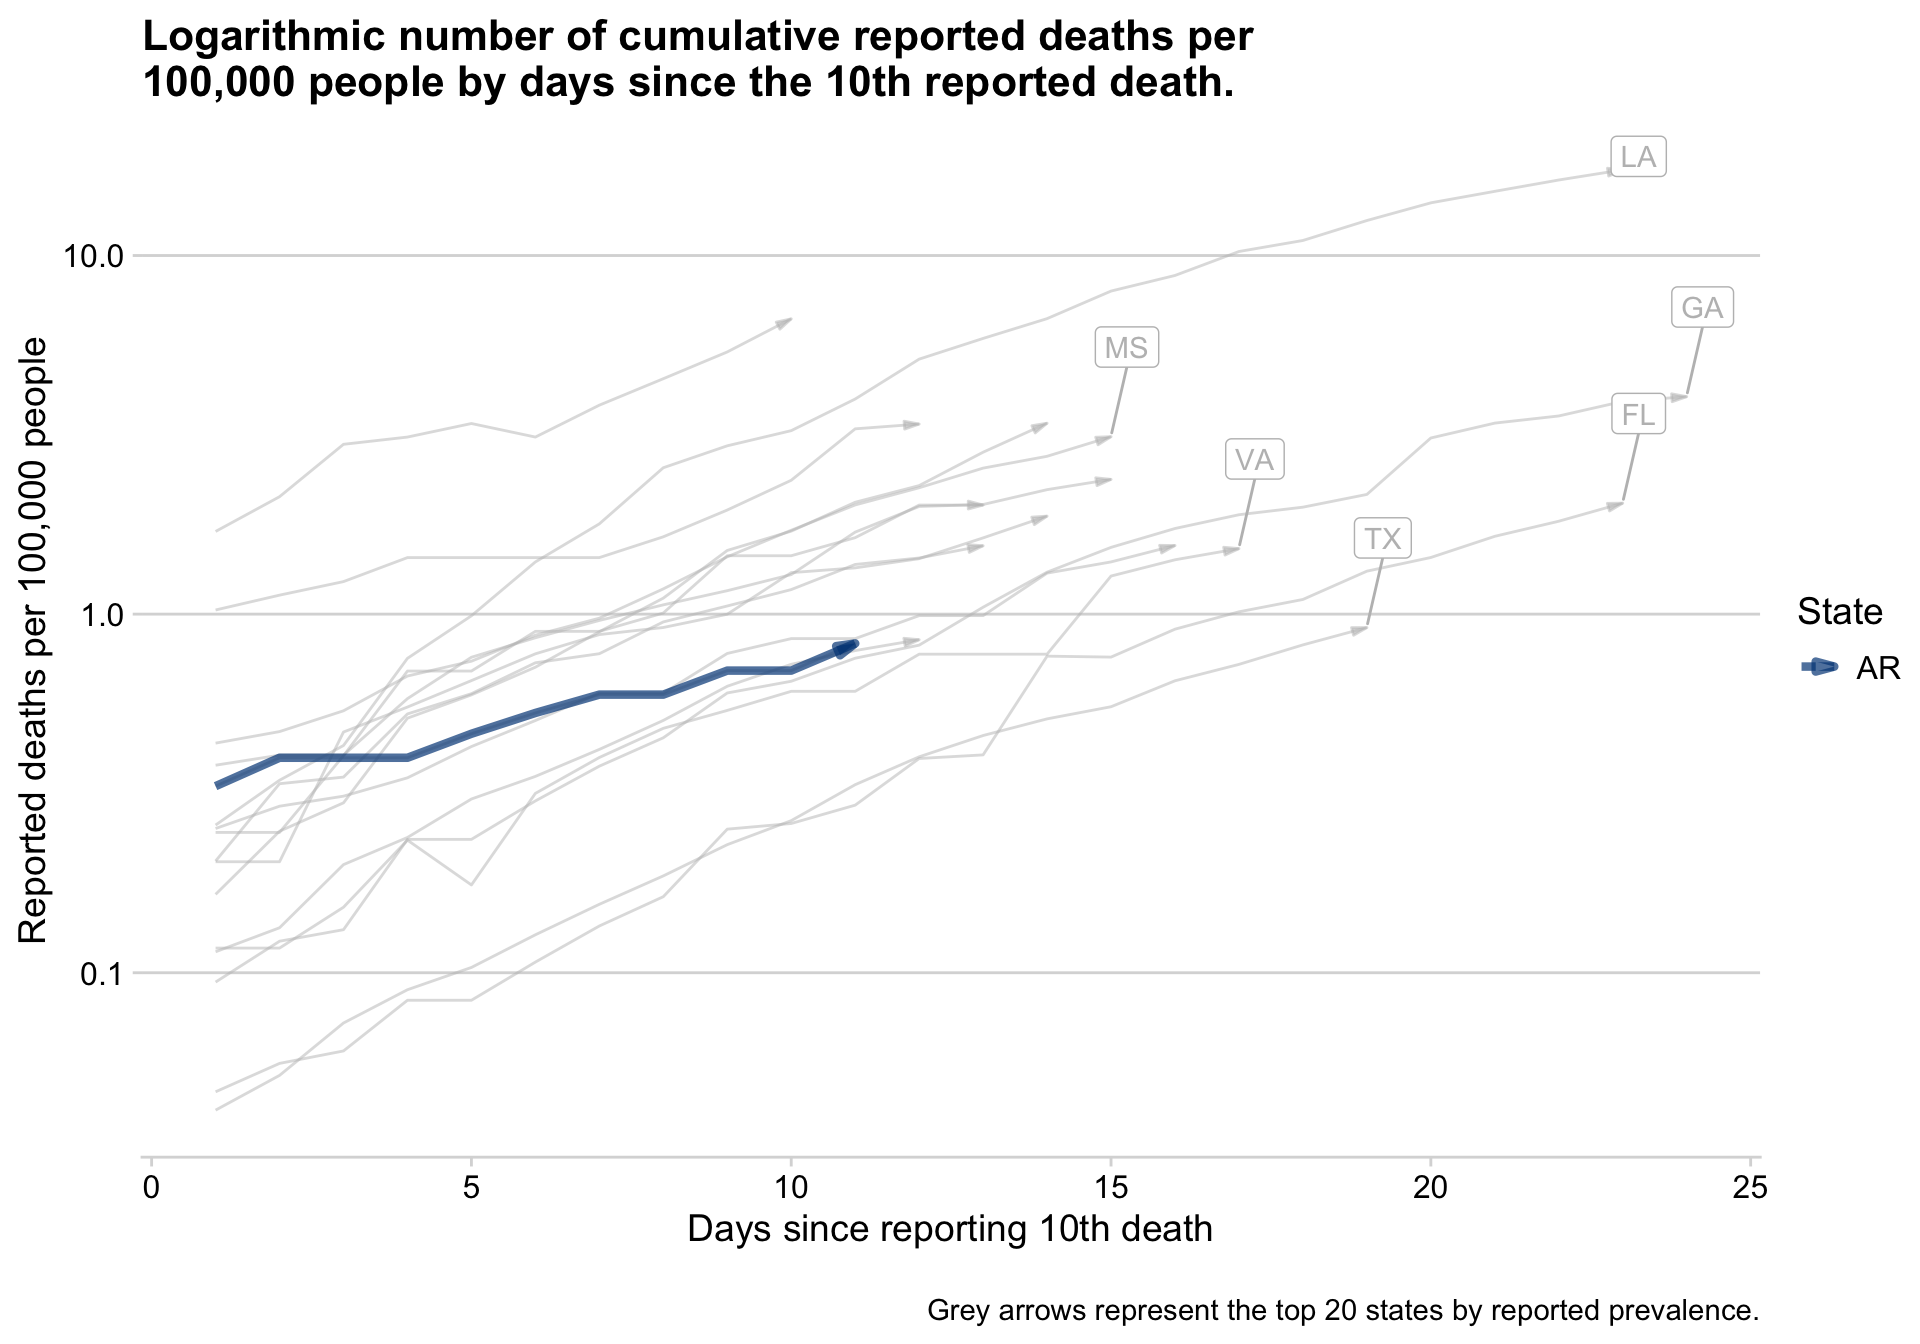 Logarithmic number of cumulative reported deaths per
100,000 people by days since the 10th reported death.
LA
10.0
GA
MS
FL
VA
TX
1.0
0.1
Reported deaths per 100,000 people
State
AR
0
5
10
15
20
25
Days since reporting 10th death
Grey arrows represent the top 20 states by reported prevalence.